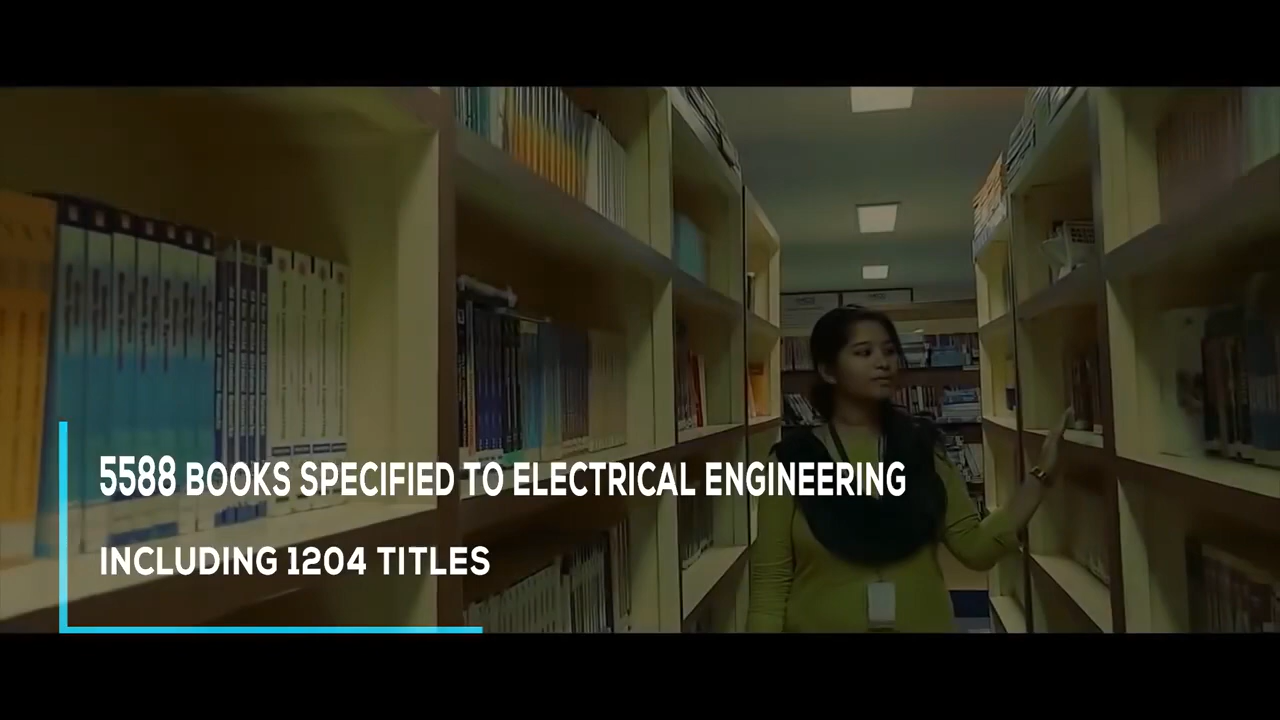 5588 BOOKS SPECIFIED TO ELECTRICAL ENGINEERING
INCLUDING 1204 TITLES